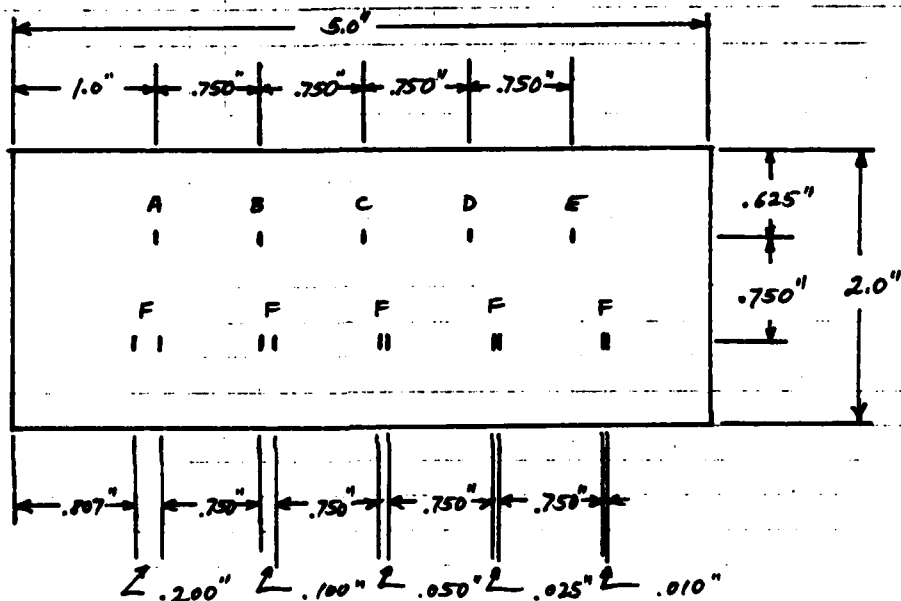 5.0"
1.0" .750" .750" .750" .750"
A B C D E
.625"
.750"
2.0"
F F F F F
.807" .750" .750" .750" .750"
.200" .100" .050" .025" .010"